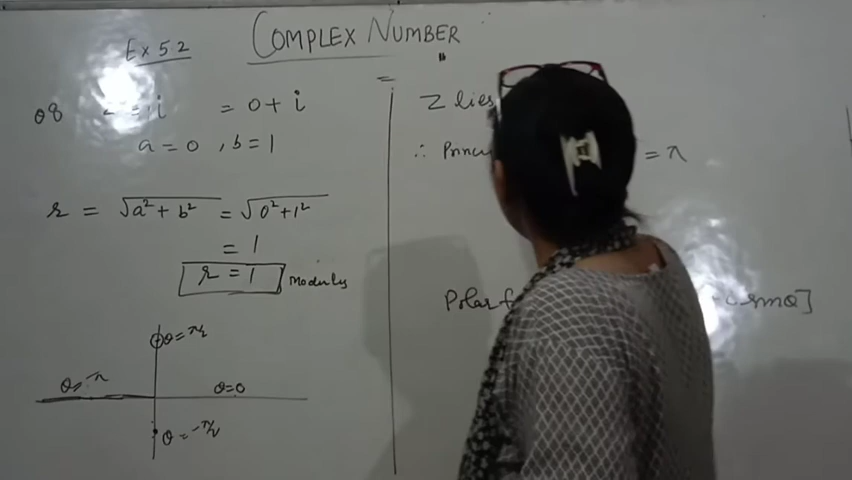 Ex 5.2
COMPLEX NUMBER
08 = i = 0 + i
a = 0 , b = 1
r = √a² + b² = √0² + 1²
= 1
r = 1 modulus
θ = π/2
θ = π
θ = 0
θ = -π/2
Z lies
∴ = π
Polar θ]